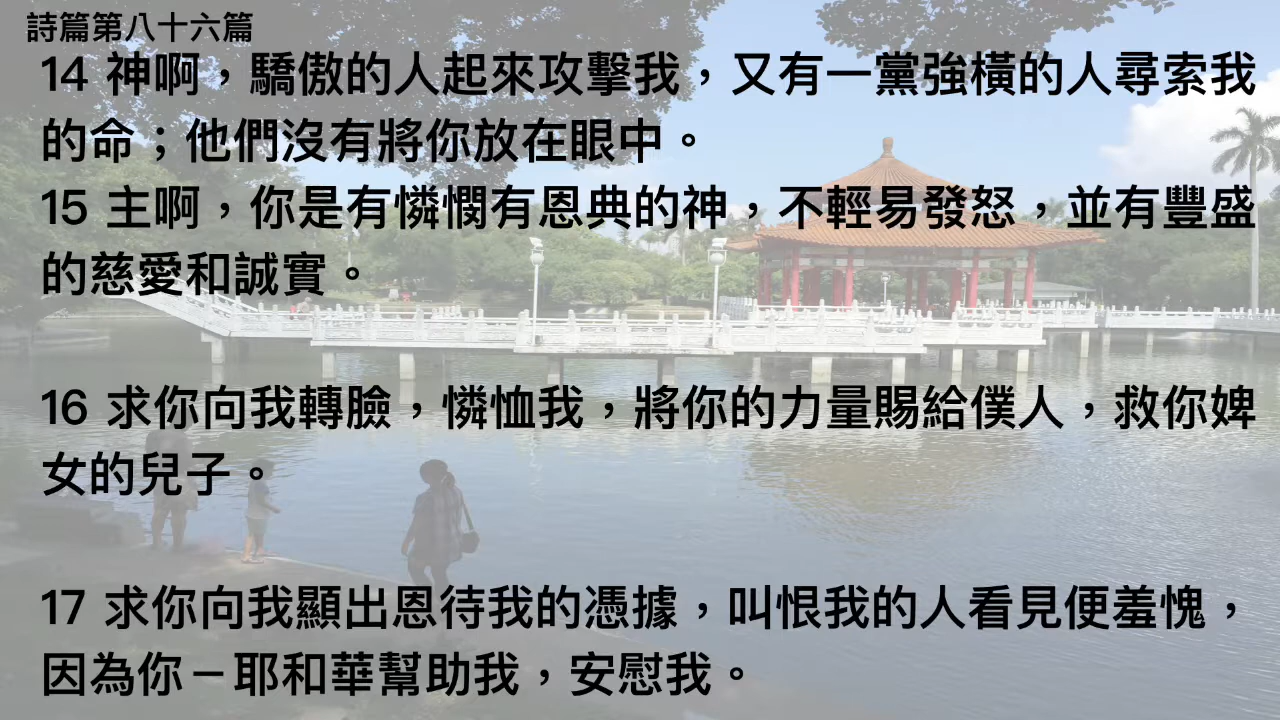 詩篇第八十六篇
14 神啊，驕傲的人起來攻擊我，又有一黨強橫的人尋索我
的命；他們沒有將你放在眼中。
15 主啊，你是有憐憫有恩典的神，不輕易發怒，並有豐盛
的慈愛和誠實。
16 求你向我轉臉，憐恤我，將你的力量賜給僕人，救你婢
女的兒子。
17 求你向我顯出恩待我的憑據，叫恨我的人看見便羞愧，
因為你－耶和華幫助我，安慰我。